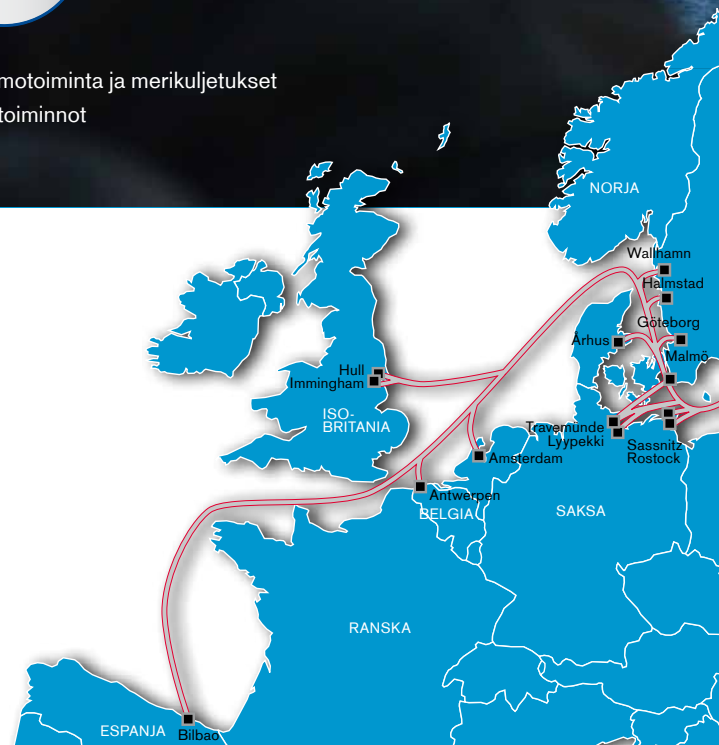 motoiminta ja merikuljetukset
toiminnot
NORJA
Wallhamn
Halmstad
Göteborg
Århus
Malmö
Hull
Immingham
ISO-
BRITANIA
Travemünde
Lyypekki
Sassnitz
Rostock
Amsterdam
Antwerpen
BELGIA
SAKSA
RANSKA
ESPANJA
Bilbao